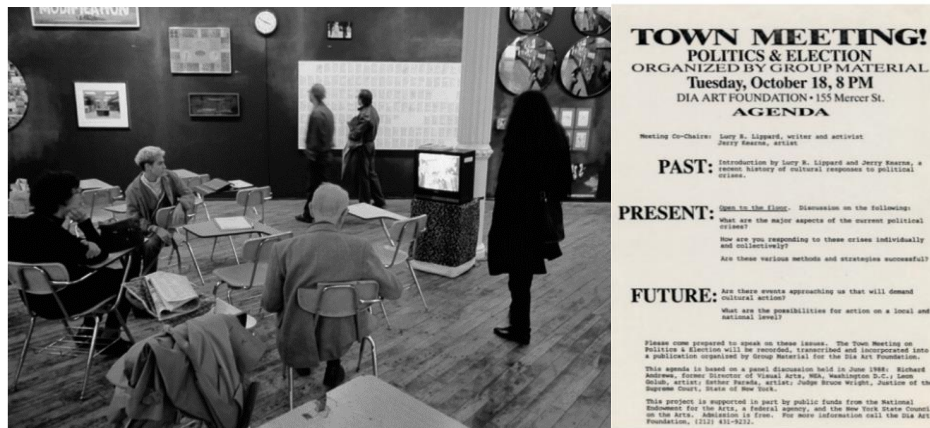 MODIFICATION
TOWN MEETING!
POLITICS & ELECTION
ORGANIZED BY GROUP MATERIAL
Tuesday, October 18, 8 PM
DIA ART FOUNDATION • 155 Mercer St.
AGENDA
Meeting Co-Chairs: Lucy R. Lippard, writer and activist
Jerry Kearns, artist
PAST: Introduction by Lucy R. Lippard and Jerry Kearns, a
recent history of cultural responses to political
crises.
PRESENT: Open to the floor. Discussion on the following:
What are the major aspects of the current political
crises?
How are you responding to these crises individually
and collectively?
Are these various methods and strategies successful?
FUTURE: Are there events approaching us that will demand
cultural action?
What are the possibilities for action on a local and
national level?
Please come prepared to speak on these issues. The Town Meeting on
Politics & Election will be recorded, transcribed and incorporated into
a publication organized by Group Material for the Dia Art Foundation.
This agenda is based on a panel discussion held in June 1988: Richard
Andrews, former Director of Visual Arts, NEA, Washington D.C.; Leon
Golub, artist; Esther Parada, artist; Judge Bruce Wright, Justice of the
Supreme Court, State of New York.
This project is supported in part by public funds from the National
Endowment for the Arts, a federal agency, and the New York State Counci
on the Arts. Admission is free. For more information call the Dia Art
Foundation, (212) 431-9232.